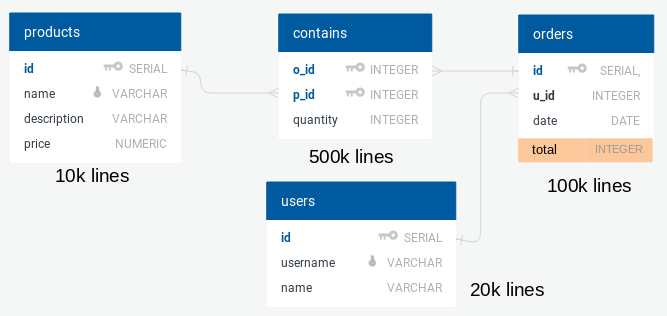 products
id SERIAL
name VARCHAR
description VARCHAR
price NUMERIC
10k lines
contains
o_id INTEGER
p_id INTEGER
quantity INTEGER
500k lines
orders
id SERIAL,
u_id INTEGER
date DATE
total INTEGER
100k lines
users
id SERIAL
username VARCHAR
name VARCHAR
20k lines